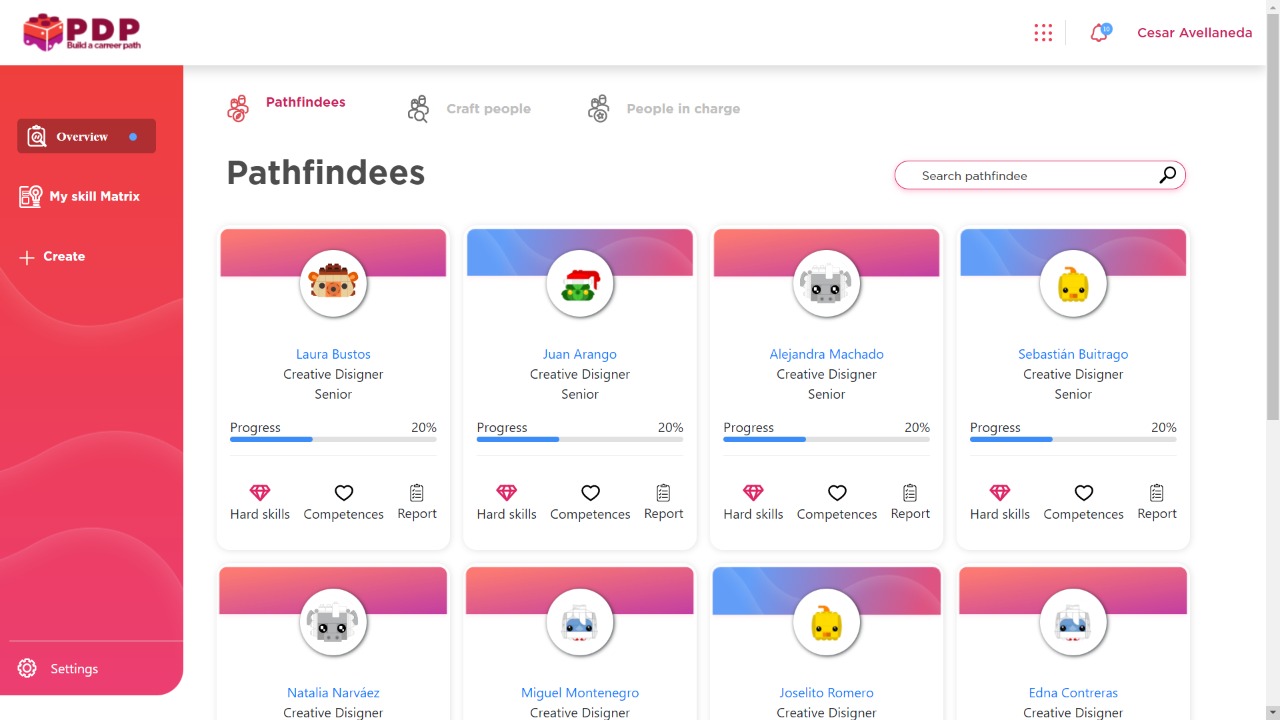 PDP
Build a carreer path
10
Cesar Avellaneda
Overview
My skill Matrix
Create
Settings
Pathfindees
Craft people
People in charge
Pathfindees
Search pathfindee
Laura Bustos
Creative Disigner
Senior
Progress 20%
Hard skills Competences Report
Juan Arango
Creative Disigner
Senior
Progress 20%
Hard skills Competences Report
Alejandra Machado
Creative Disigner
Senior
Progress 20%
Hard skills Competences Report
Sebastián Buitrago
Creative Disigner
Senior
Progress 20%
Hard skills Competences Report
Natalia Narváez
Creative Disigner
Miguel Montenegro
Creative Disigner
Joselito Romero
Creative Disigner
Edna Contreras
Creative Disigner